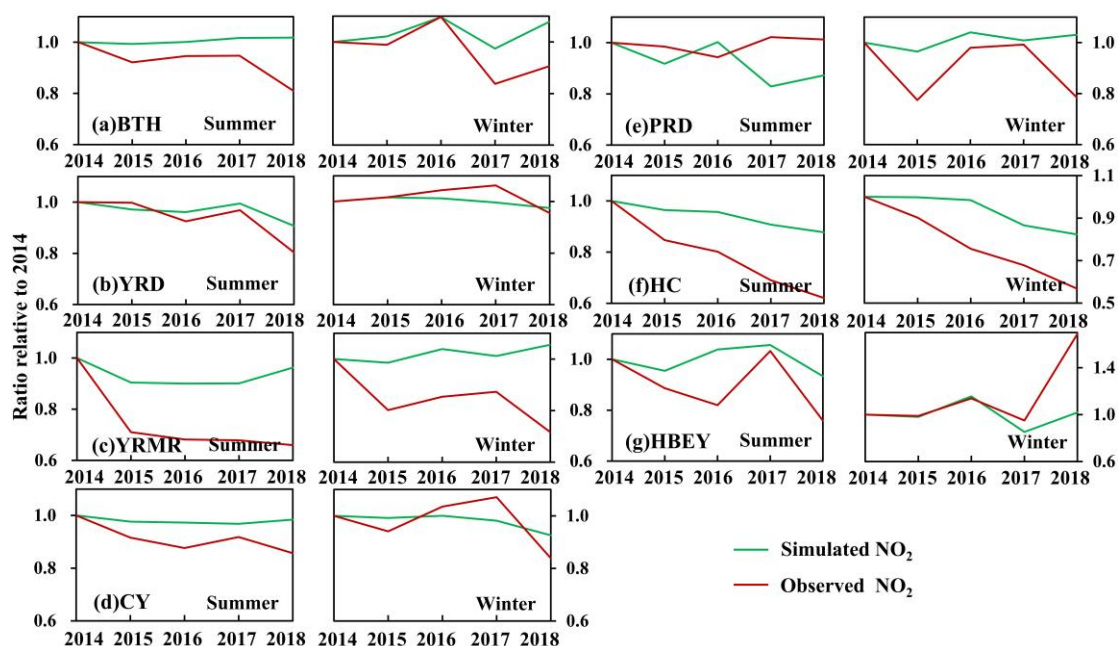 Ratio relative to 2014
1.0
0.8
0.6
(a)BTH Summer
2014 2015 2016 2017 2018
Winter
2014 2015 2016 2017 2018
(e)PRD Summer
2014 2015 2016 2017 2018
Winter
1.0
0.8
0.6
2014 2015 2016 2017 2018
1.0
0.8
0.6
(b)YRD Summer
2014 2015 2016 2017 2018
Winter
2014 2015 2016 2017 2018
1.0
0.8
0.6
(f)HC Summer
2014 2015 2016 2017 2018
Winter
1.1
0.9
0.7
0.5
2014 2015 2016 2017 2018
1.0
0.8
0.6
(c)YRMR Summer
2014 2015 2016 2017 2018
Winter
2014 2015 2016 2017 2018
1.0
0.8
0.6
(g)HBEY Summer
2014 2015 2016 2017 2018
Winter
1.4
1.0
0.6
2014 2015 2016 2017 2018
1.0
0.8
0.6
(d)CY Summer
2014 2015 2016 2017 2018
Winter
1.0
0.8
0.6
2014 2015 2016 2017 2018
Simulated NO₂
Observed NO₂